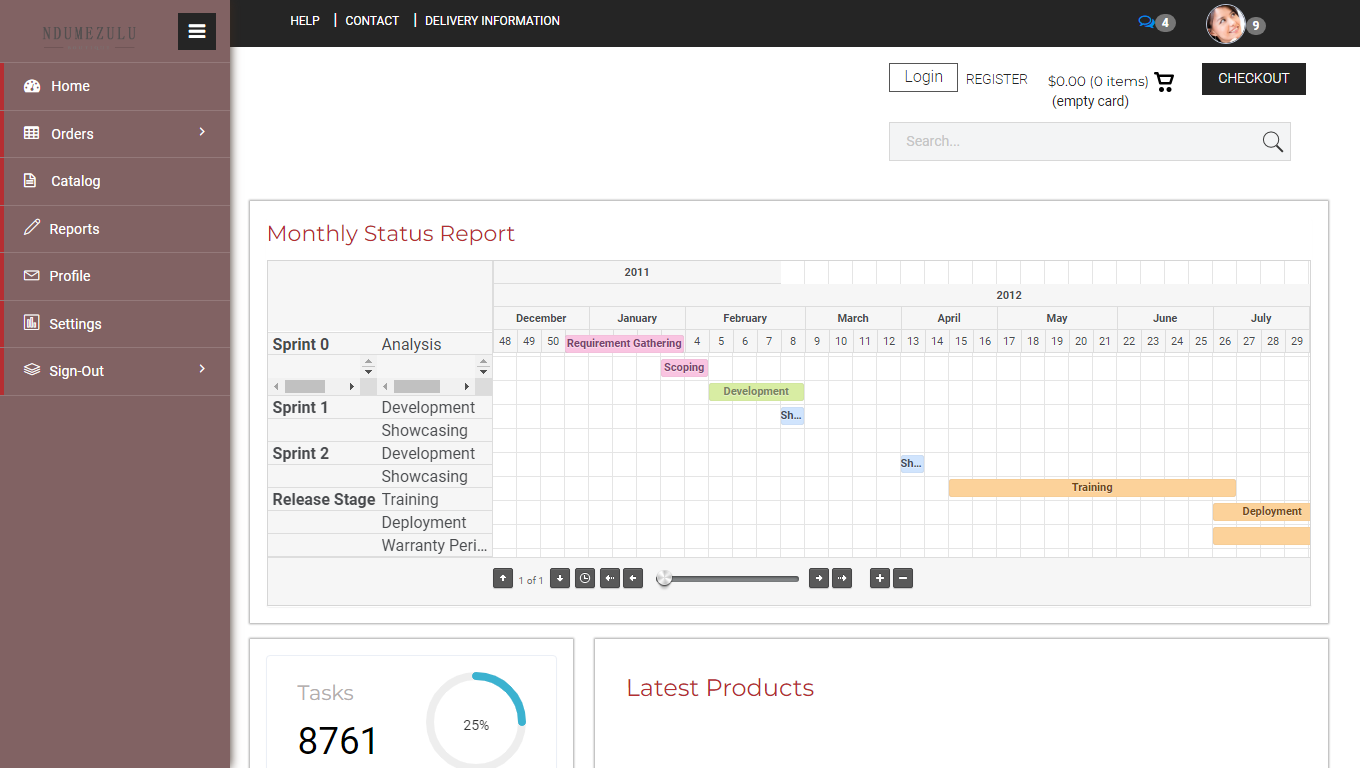 NDUMEZULU
HELP
CONTACT
DELIVERY INFORMATION
4
9
Home
Orders
Catalog
Reports
Profile
Settings
Sign-Out
Login
REGISTER
$0.00 (0 items)
(empty card)
CHECKOUT
Search...
Monthly Status Report
2011
2012
December January February March April May June July
Sprint 0 Analysis
48 49 50 Requirement Gathering 4 5 6 7 8 9 10 11 12 13 14 15 16 17 18 19 20 21 22 23 24 25 26 27 28 29
Scoping
Development
Sprint 1 Development
Sh...
Showcasing
Sprint 2 Development
Sh...
Showcasing
Release Stage Training
Training
Deployment
Deployment
Warranty Peri...
1 of 1
Tasks
8761
25%
Latest Products